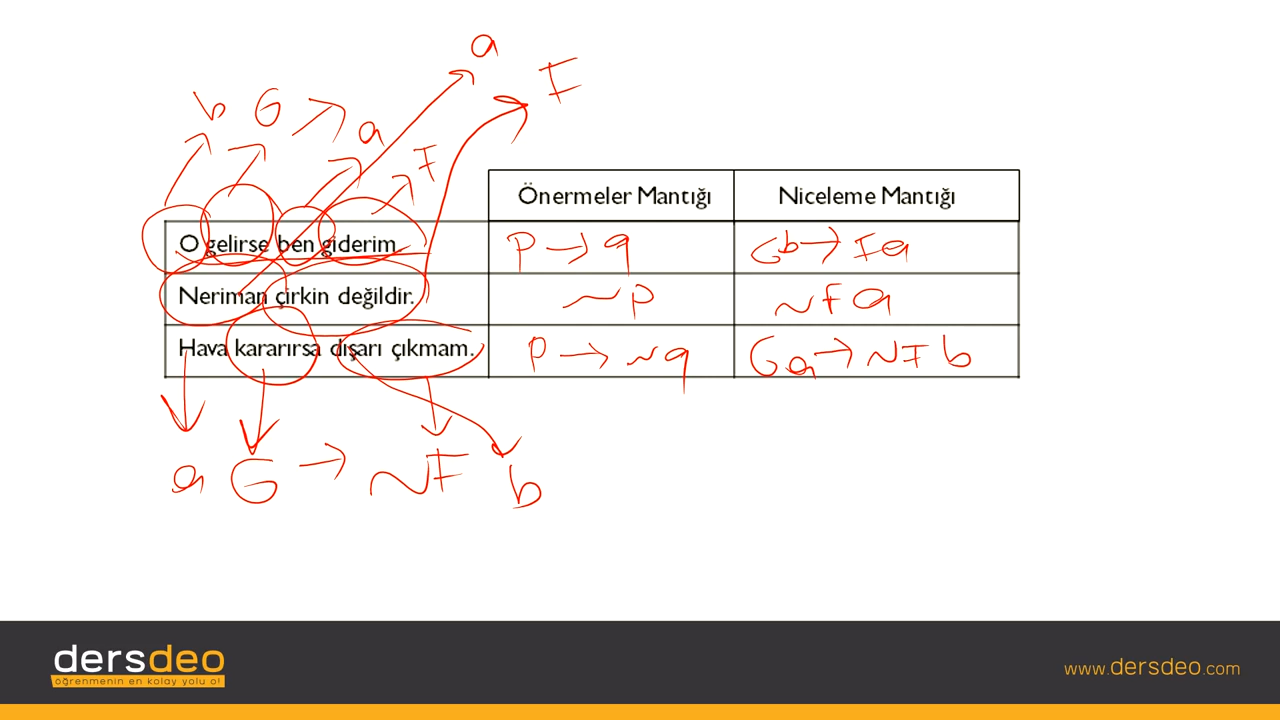 a
F
b G → a
F
Önermeler Mantığı Niceleme Mantığı
O gelirse ben giderim. p → q Gb → Fa
Neriman çirkin değildir. ~p ~Fa
Hava kararırsa dışarı çıkmam. p → ~q Ga → ~Fb
a G → ~F b
dersdeo
öğrenmenin en kolay yolu o!
www.dersdeo.com